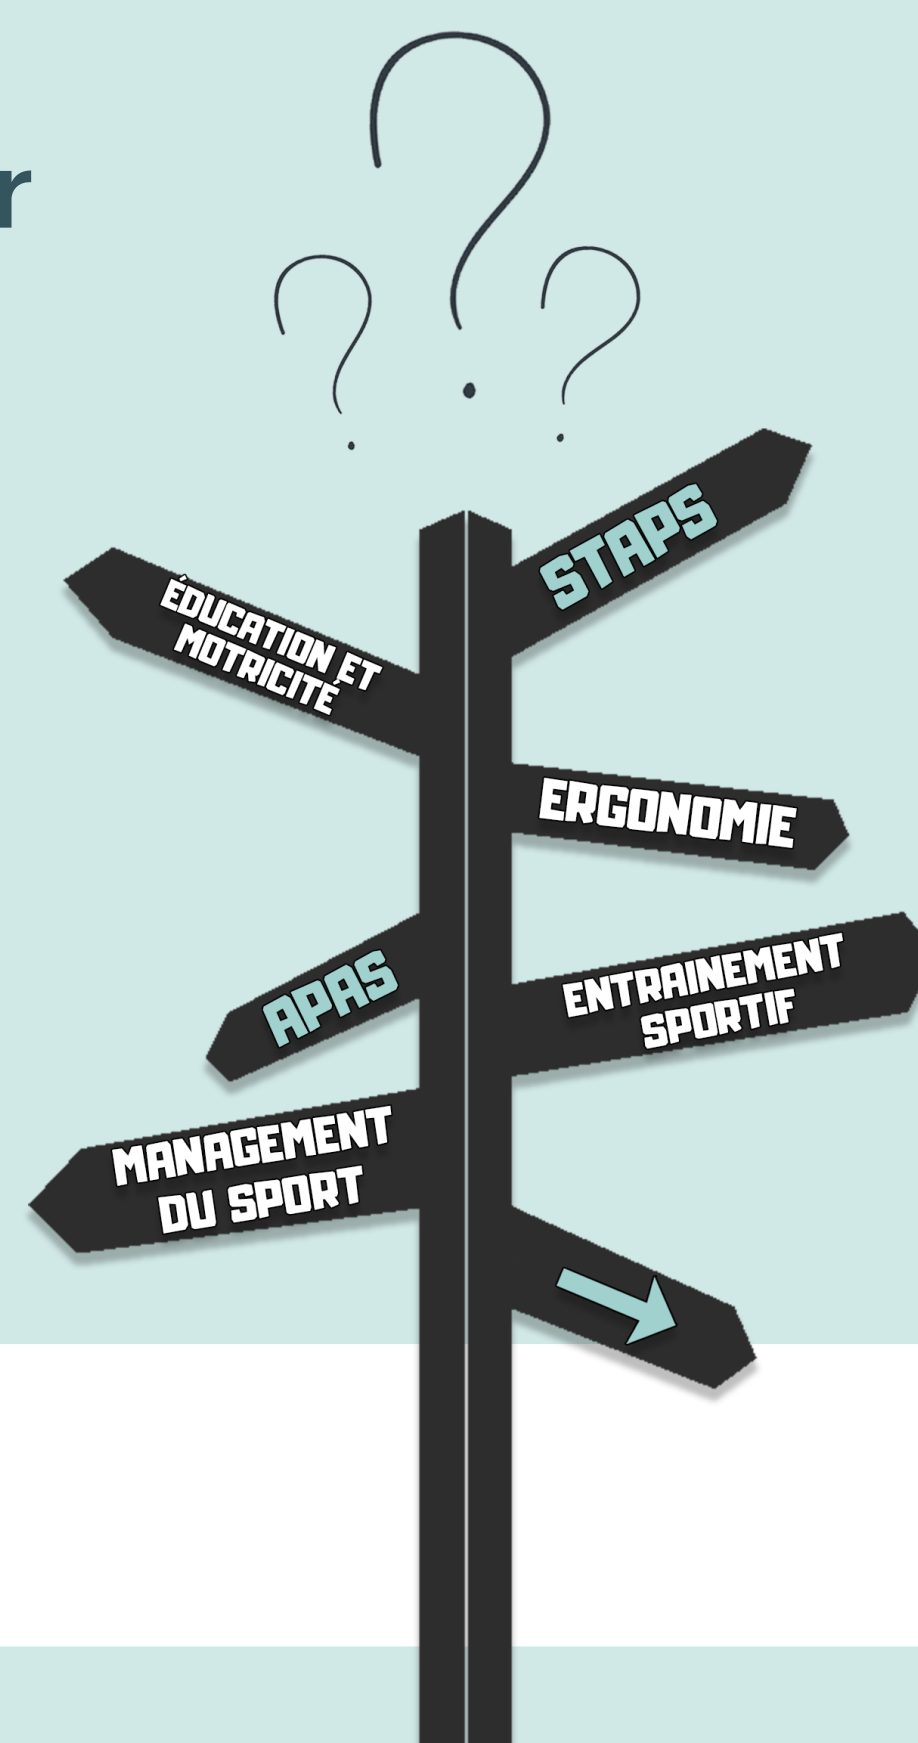 r
STAPS
ÉDUCATION ET
MOTRICITÉ
ERGONOMIE
APAS
ENTRAINEMENT
SPORTIF
MANAGEMENT
DU SPORT